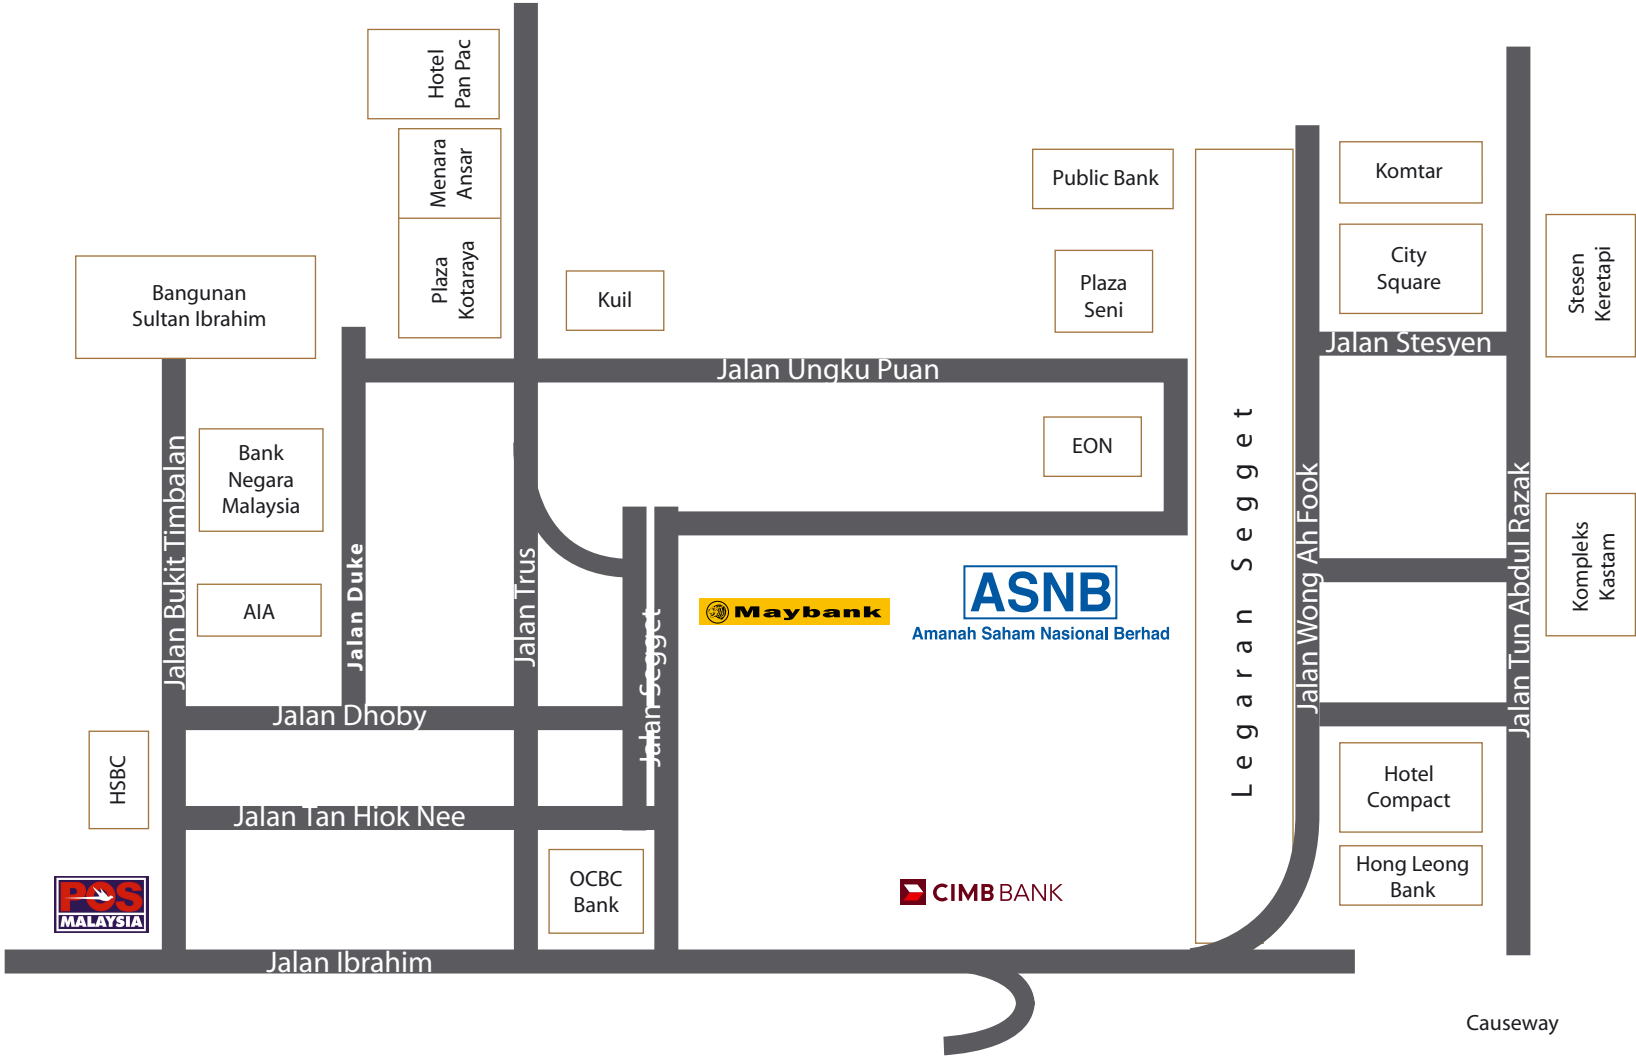 Hotel
Pan Pac
Menara
Ansar
Plaza
Kotaraya
Bangunan
Sultan Ibrahim
Kuil
Public Bank
Plaza
Seni
Komtar
City
Square
Stesen
Keretapi
Jalan Stesyen
Jalan Ungku Puan
Bank
Negara
Malaysia
EON
AIA
Jalan Bukit Timbalan
Jalan Duke
Jalan Trus
Jalan Segget
Maybank
ASNB
Amanah Saham Nasional Berhad
Legaran Segget
Jalan Wong Ah Fook
Jalan Tun Abdul Razak
Kompleks
Kastam
Jalan Dhoby
HSBC
Jalan Tan Hiok Nee
Hotel
Compact
Hong Leong
Bank
POS
MALAYSIA
OCBC
Bank
CIMB BANK
Jalan Ibrahim
Causeway